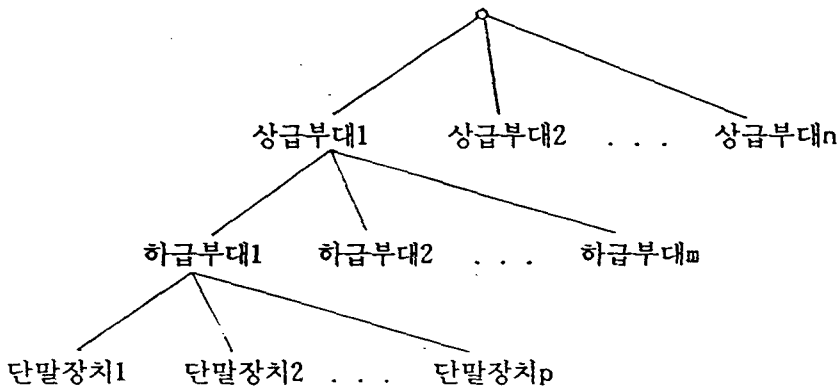 상급부대1 상급부대2 . . . 상급부대n
하급부대1 하급부대2 . . . 하급부대m
단말장치1 단말장치2 . . . 단말장치p